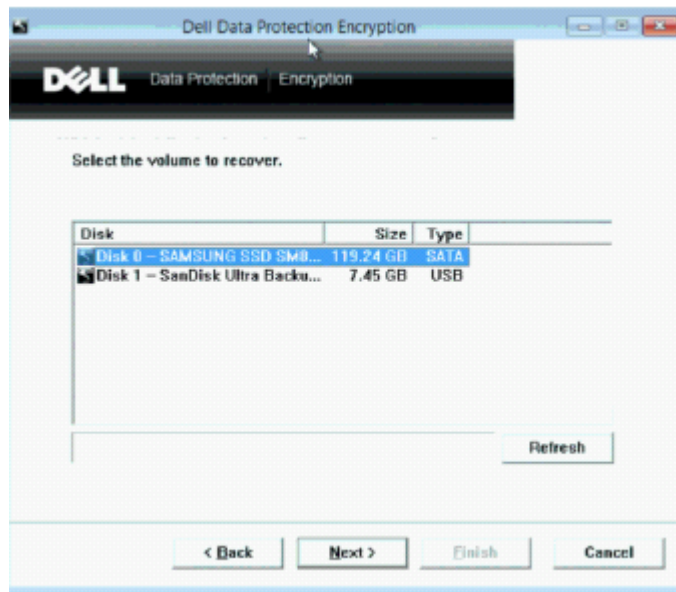 Dell Data Protection Encryption
DELL Data Protection | Encryption
Select the volume to recover.
Disk Size Type
Disk 0 – SAMSUNG SSD SM8... 119.24 GB SATA
Disk 1 – SanDisk Ultra Backu... 7.45 GB USB
Refresh
< Back Next > Finish Cancel